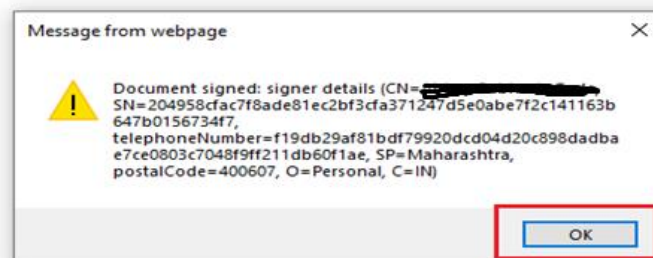 Message from webpage
Document signed: signer details (CN=
SN=204958cfac7f8ade81ec2bf3cfa371247d5e0abe7f2c141163b
647b0156734f7,
telephoneNumber=f19db29af81bdf79920dcd04d20c898dadba
e7ce0803c7048f9ff211db60f1ae, SP=Maharashtra,
postalCode=400607, O=Personal, C=IN)
OK